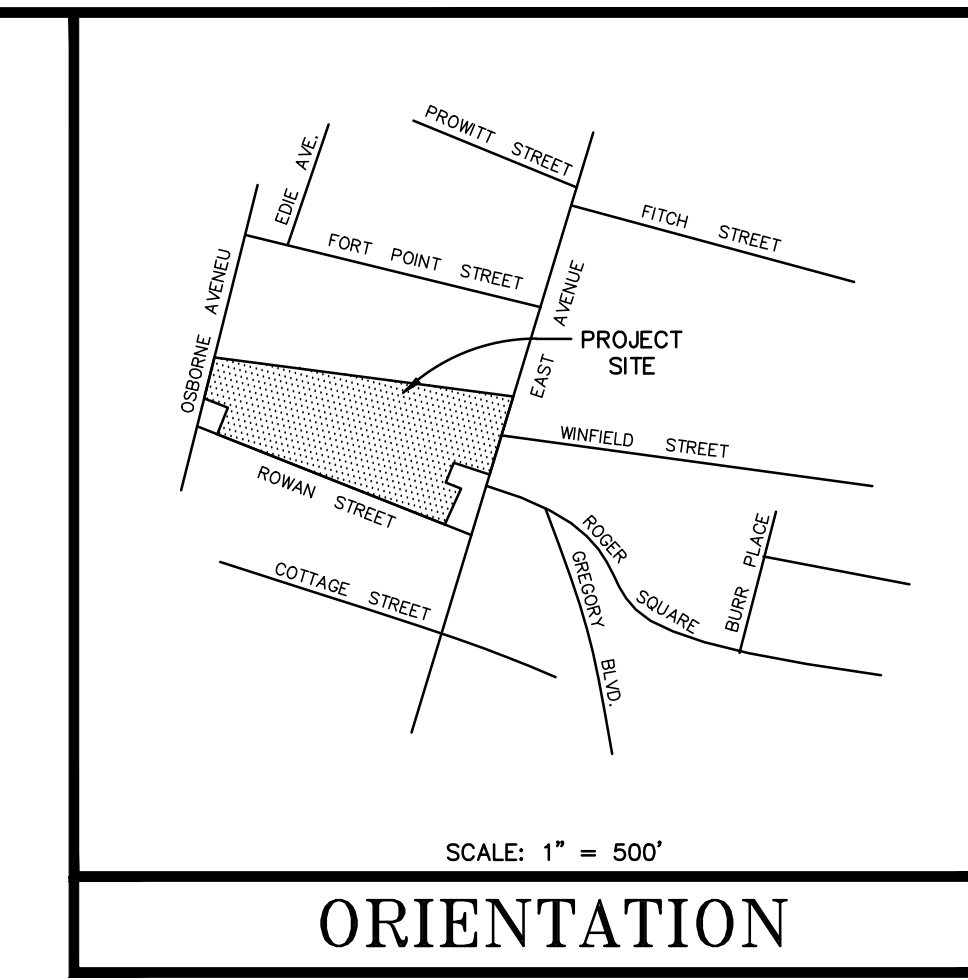 PROWITT STREET
EDIE AVE.
FITCH STREET
FORT POINT STREET
OSBORNE AVENEU
EAST AVENUE
PROJECT
SITE
WINFIELD STREET
ROWAN STREET
ROGER SQUARE
BURR PLACE
GREGORY BLVD.
COTTAGE STREET
SCALE: 1" = 500'
ORIENTATION